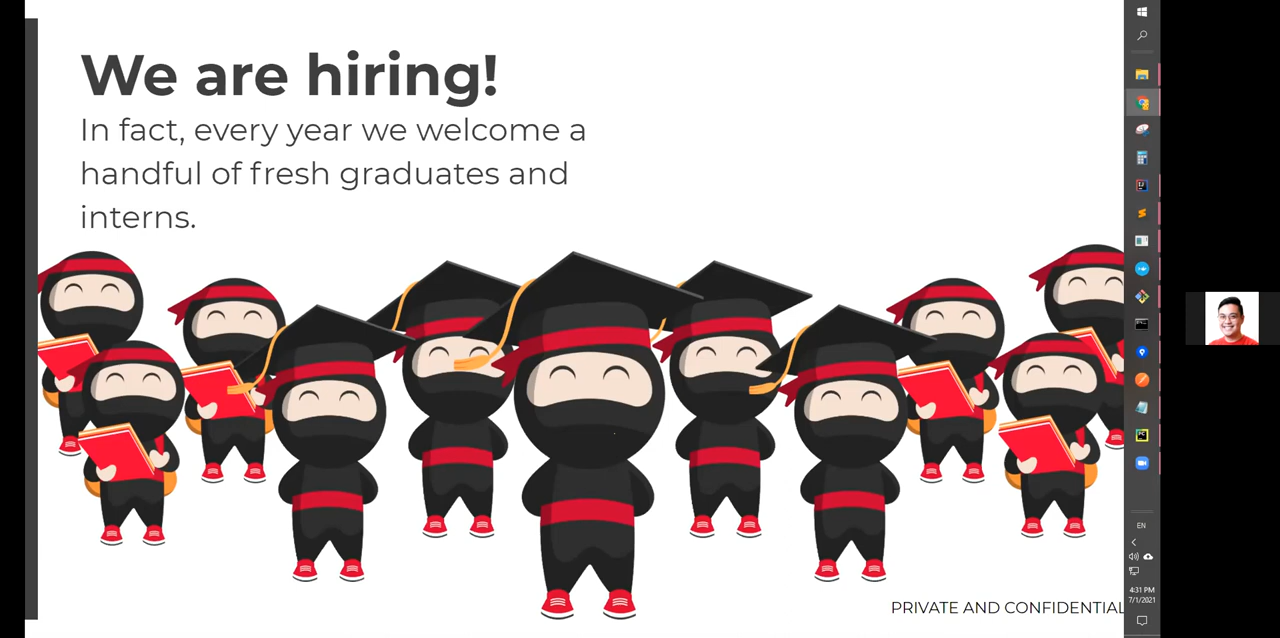 We are hiring!
In fact, every year we welcome a
handful of fresh graduates and
interns.
PRIVATE AND CONFIDENTIAL
EN
4:31 PM
7/1/2021